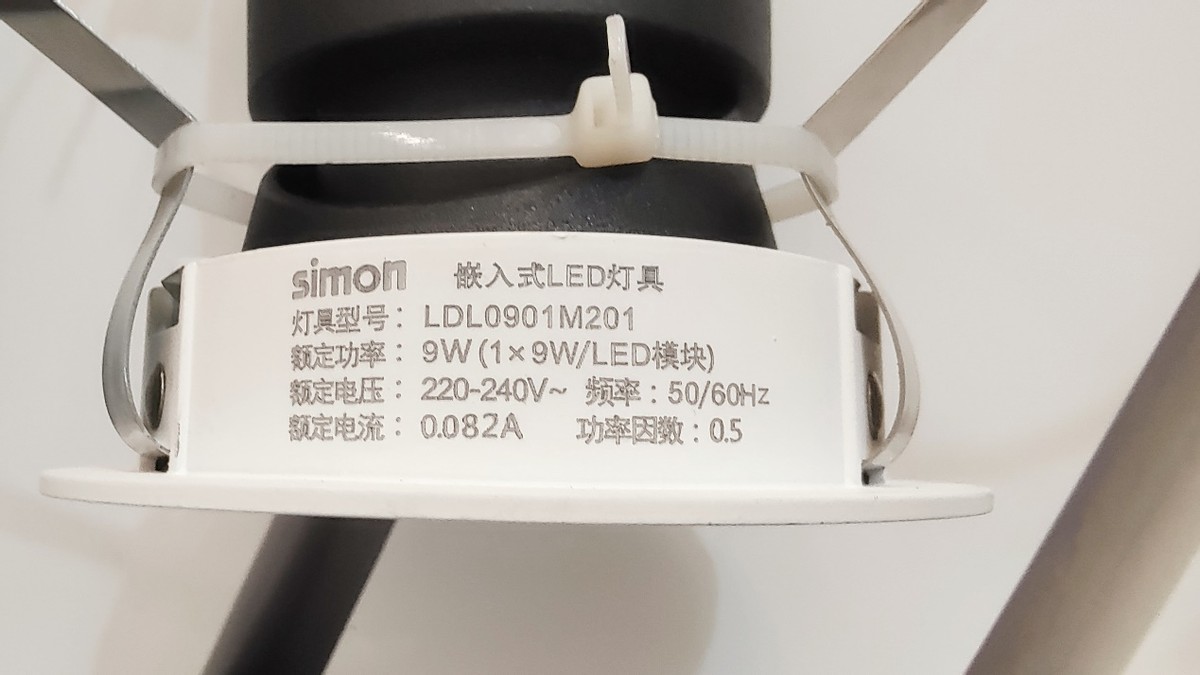 simon 嵌入式LED灯具
灯具型号：LDL0901M201
额定功率：9W(1×9W/LED模块)
额定电压：220-240V~ 频率：50/60Hz
额定电流：0.082A 功率因数：0.5